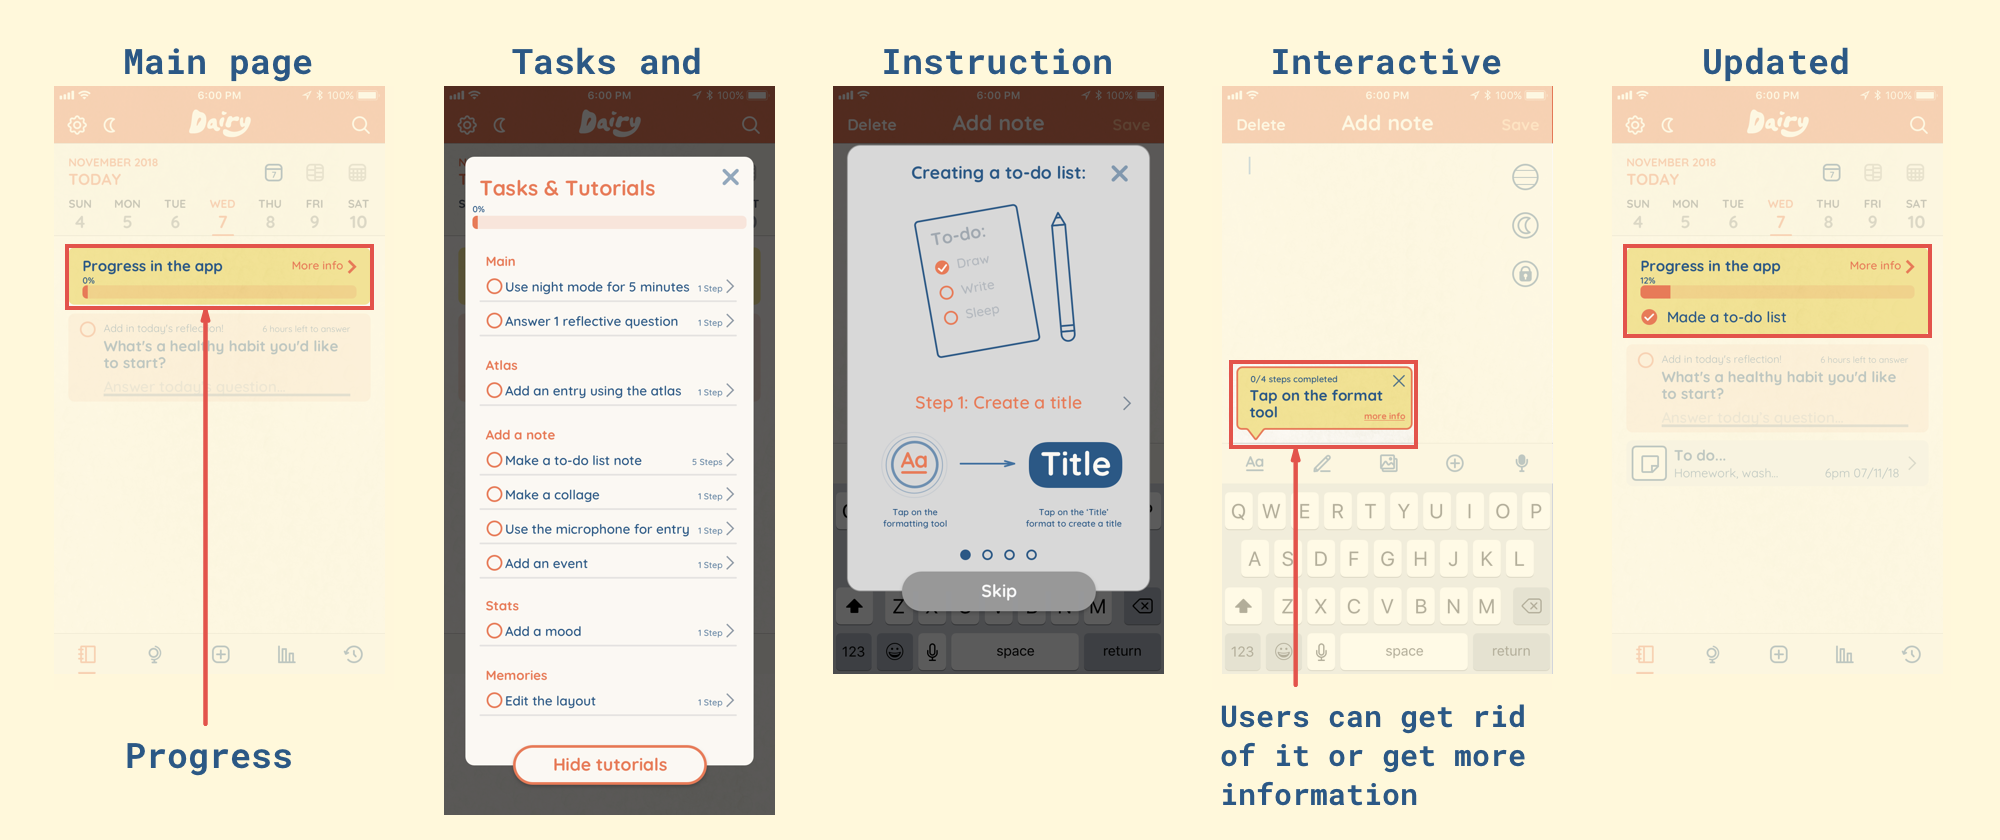 Main page
6:00 PM
100%
Dairy
NOVEMBER 2018
TODAY
7
SUN MON TUE WED THU FRI SAT
4 5 6 7 8 9 10
Progress in the app
More info
0%
Add in today's reflection!
6 hours left to answer
What's a healthy habit you'd like
to start?
Answer today's question...
Progress
Tasks and
6:00 PM
100%
Dairy
Tasks & Tutorials
0%
Main
Use night mode for 5 minutes 1 Step
Answer 1 reflective question 1 Step
Atlas
Add an entry using the atlas 1 Step
Add a note
Make a to-do list note 5 Steps
Make a collage 1 Step
Use the microphone for entry 1 Step
Add an event 1 Step
Stats
Add a mood 1 Step
Memories
Edit the layout 1 Step
Hide tutorials
Instruction
6:00 PM
100%
Delete Add note Save
Creating a to-do list:
To-do:
Draw
Write
Sleep
Step 1: Create a title
Aa
Title
Tap on the
formatting tool
Tap on the 'Title'
format to create a title
Skip
Z X C V B N M
123 space return
Interactive
6:00 PM
100%
Delete Add note Save
0/4 steps completed
Tap on the format
tool
more info
Aa
Q W E R T Y U I O P
A S D F G H J K L
Z X C V B N M
123 space return
Users can get rid
of it or get more
information
Updated
6:00 PM
100%
Dairy
NOVEMBER 2018
TODAY
7
SUN MON TUE WED THU FRI SAT
4 5 6 7 8 9 10
Progress in the app
More info
12%
Made a to-do list
Add in today's reflection!
6 hours left to answer
What's a healthy habit you'd like
to start?
Answer today's question...
To do...
Homework, wash... 6pm 07/11/18